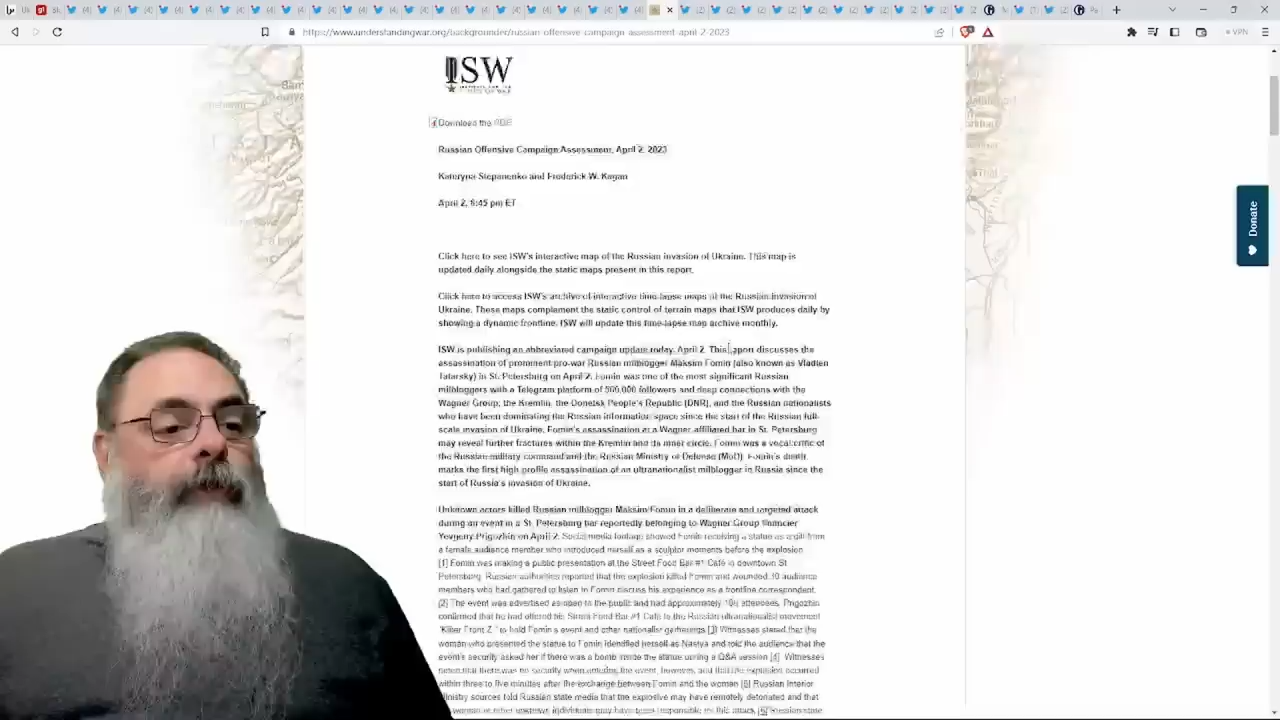 https://www.understandingwar.org/backgrounder/russian-offensive-campaign-assessment-april-2-2023
VPN
ISW
Download the PDF
Russian Offensive Campaign Assessment, April 2, 2023
Kateryna Stepanenko and Frederick W. Kagan
April 2, 6:45 pm ET
Donate
Click here to see ISW's interactive map of the Russian invasion of Ukraine. This map is
updated daily alongside the static maps present in this report.
Click here to access ISW's archive of interactive time-lapse maps of the Russian invasion of
Ukraine. These maps complement the static control of terrain maps that ISW produces daily by
showing a dynamic frontline. ISW will update this time-lapse map archive monthly.
ISW is publishing an abbreviated campaign update today, April 2. This report discusses the
assassination of prominent pro-war Russian milblogger Maksim Fomin (also known as Vladlen
Tatarsky) in St. Petersburg on April 2. Fomin was one of the most significant Russian
milbloggers with a Telegram platform of followers and deep connections with the
Wagner Group, the Kremlin, the Donetsk People's Republic (DNR), and the Russian nationalists
who have been dominating the Russian information space since the start of the Russian full-
scale invasion of Ukraine. Fomin's assassination at a Wagner-affiliated bar in St. Petersburg
may reveal further fractures within the Kremlin and its inner circle. Fomin was a vocal critic of
the Russian military command and the Russian Ministry of Defense (MoD). Fomin's death
marks the first high profile assassination of an ultranationalist milblogger in Russia since the
start of Russia's invasion of Ukraine.
Unknown actors killed Russian milblogger Maksim Fomin in a deliberate and targeted attack
during an event in a St. Petersburg bar reportedly belonging to Wagner Group financier
Yevgeny Prigozhin on April 2. Social media footage showed Fomin receiving a statue as a gift from
a female audience member who introduced herself as a sculptor moments before the explosion.
[1] Fomin was making a public presentation at the Street Food Bar #1 Café in downtown St.
Petersburg. Russian authorities reported that the explosion killed Fomin and wounded audience
members who had gathered to listen to Fomin discuss his experience as a frontline correspondent.
[2] The event was advertised as open to the public and had approximately attendees. Prigozhin
confirmed that he had offered his Street Food Bar #1 Café to the Russian ultranationalist movement
Front Z to hold Fomin's event and other nationalist gatherings.[3] Witnesses stated that the
woman who presented the statue to Fomin identified herself as Nastya and told the audience that the
event's security asked her if there was a bomb inside the statue during a Q&A session.[4] Witnesses
noted that there was no security when entering the event, however, and that the explosion occurred
within three to five minutes after the exchange between Fomin and the woman.[5] Russian Interior
Ministry sources told Russian state media that the explosive may have remotely detonated and that
woman or other unknown individuals may have been responsible for this attack. Russian state